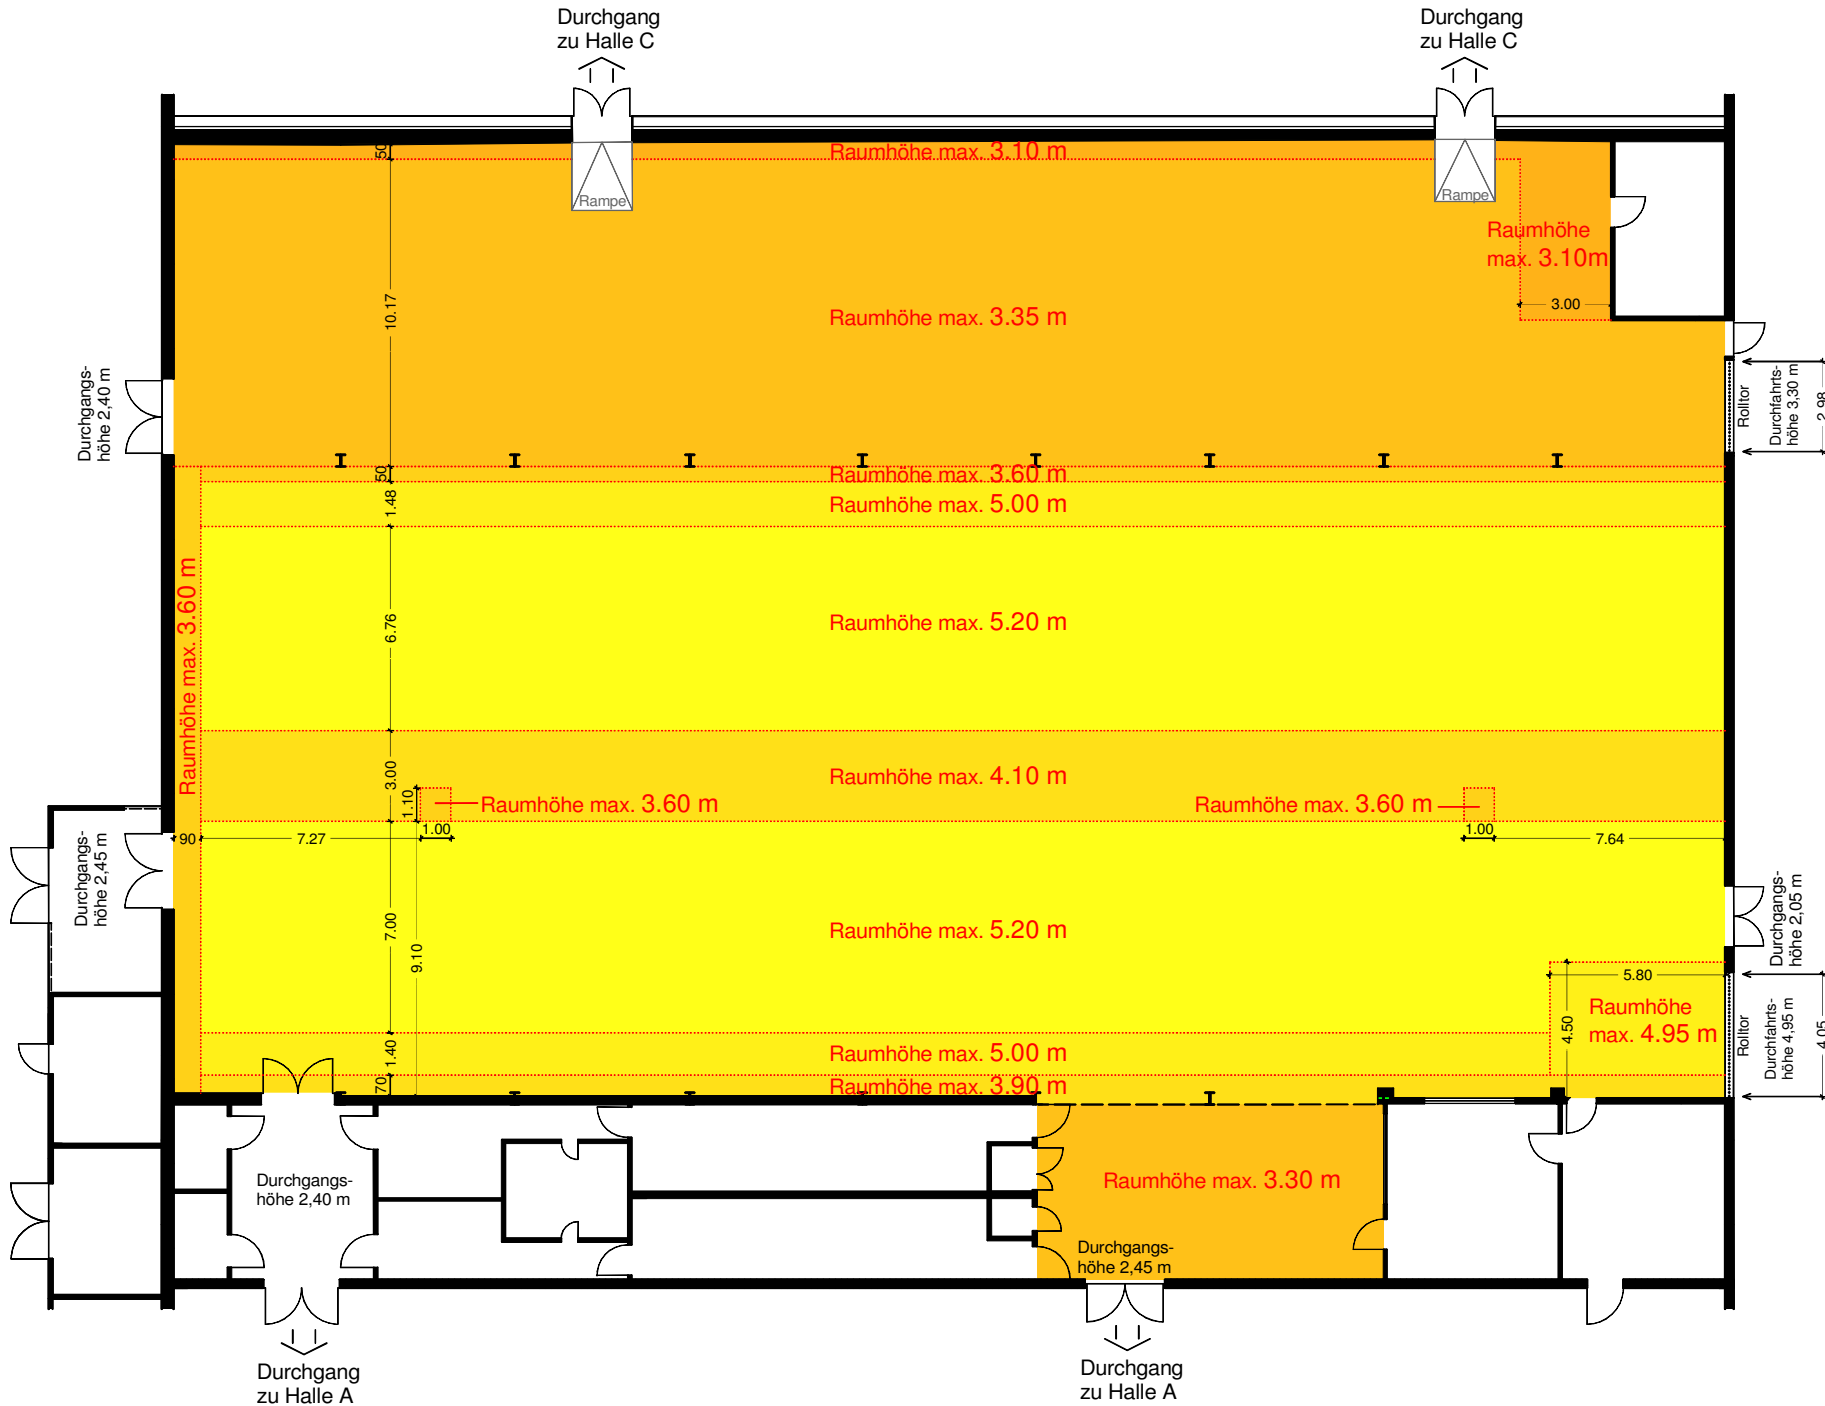 Durchgang
zu Halle C
Durchgang
zu Halle C
50
Raumhöhe max. 3.10 m
Rampe
Rampe
Raumhöhe
max. 3.10m
3.00
10.17
Raumhöhe max. 3.35 m
Durchgangs-
höhe 2,40 m
Rolltor
Durchfahrts-
höhe 3,30 m
2.98
50
Raumhöhe max. 3.60 m
1.48
Raumhöhe max. 5.00 m
Raumhöhe max. 3.60 m
6.76
Raumhöhe max. 5.20 m
3.00
Raumhöhe max. 4.10 m
1.10
Raumhöhe max. 3.60 m
Raumhöhe max. 3.60 m
90
7.27
1.00
1.00
7.64
Durchgangs-
höhe 2,45 m
7.00
9.10
Raumhöhe max. 5.20 m
Durchgangs-
höhe 2,05 m
5.80
4.50
Raumhöhe
max. 4.95 m
Rolltor
Durchfahrts-
höhe 4,95 m
4.05
1.40
Raumhöhe max. 5.00 m
70
Raumhöhe max. 3.90 m
Durchgangs-
höhe 2,40 m
Raumhöhe max. 3.30 m
Durchgangs-
höhe 2,45 m
Durchgang
zu Halle A
Durchgang
zu Halle A